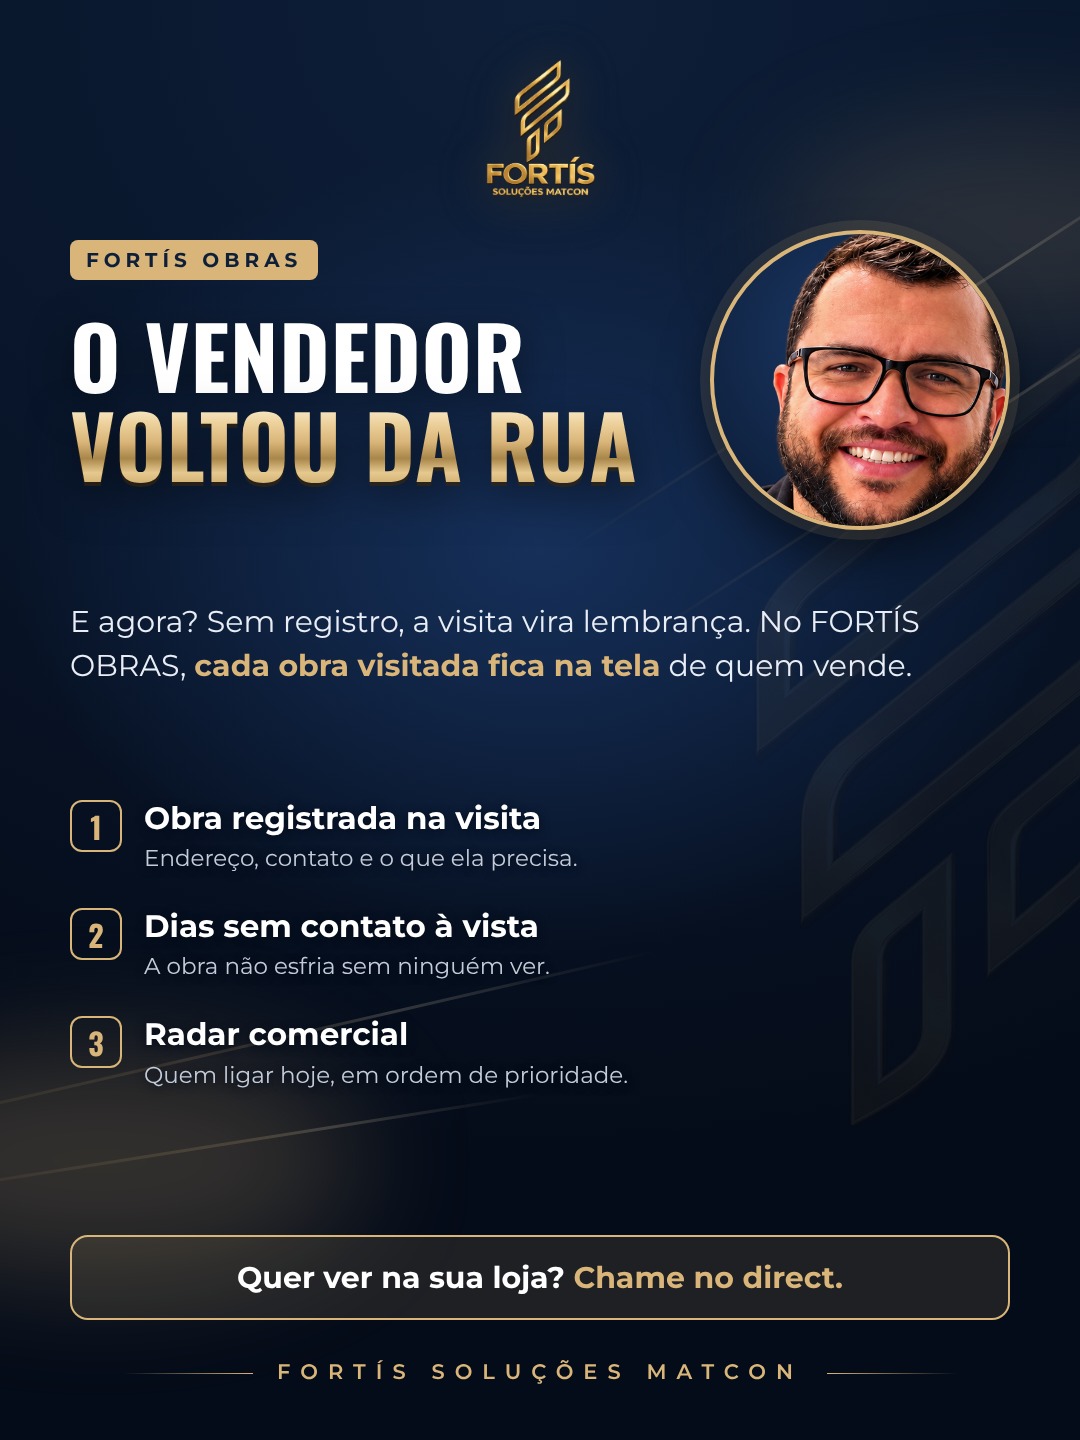 FORTÍS
SOLUÇÕES MATCON
FORTÍS OBRAS
O VENDEDOR
VOLTOU DA RUA
E agora? Sem registro, a visita vira lembrança. No FORTÍS
OBRAS, cada obra visitada fica na tela de quem vende.
1
Obra registrada na visita
Endereço, contato e o que ela precisa.
2
Dias sem contato à vista
A obra não esfria sem ninguém ver.
3
Radar comercial
Quem ligar hoje, em ordem de prioridade.
Quer ver na sua loja? Chame no direct.
FORTÍS SOLUÇÕES MATCON